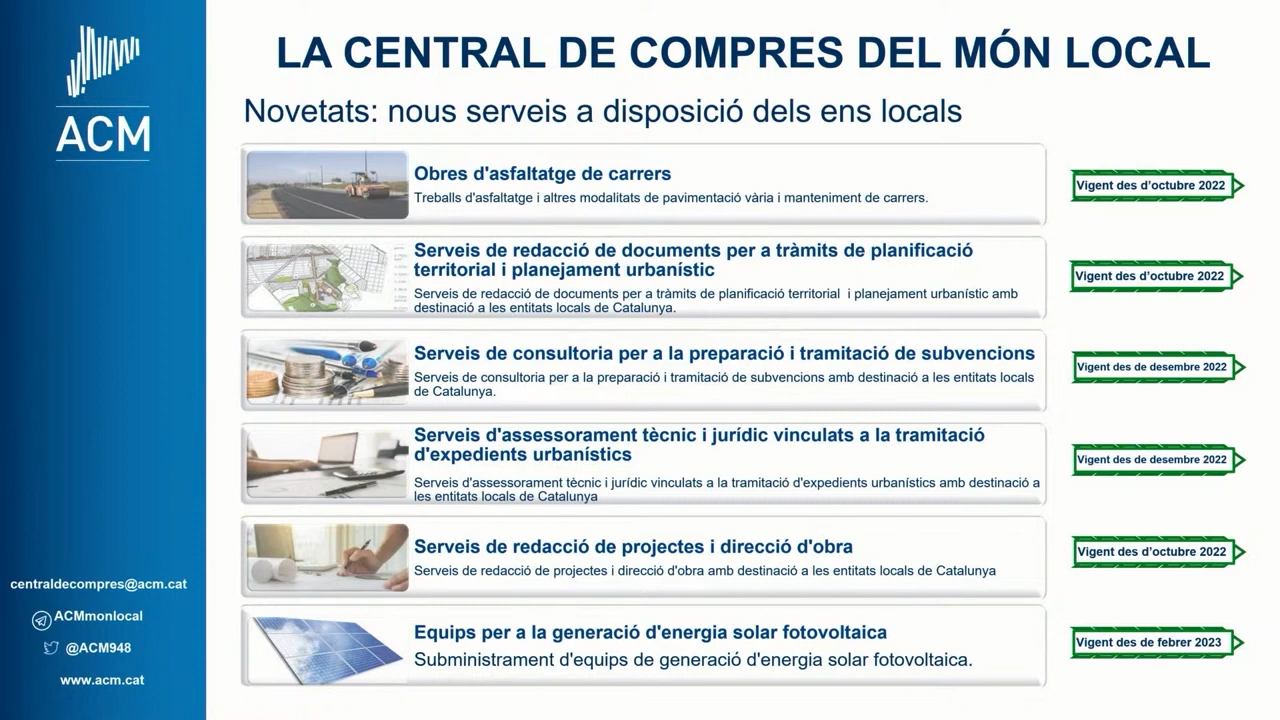 ACM
LA CENTRAL DE COMPRES DEL MÓN LOCAL
Novetats: nous serveis a disposició dels ens locals
Obres d'asfaltatge de carrers
Treballs d'asfaltatge i altres modalitats de pavimentació vària i manteniment de carrers.
Vigent des d'octubre 2022
Serveis de redacció de documents per a tràmits de planificació
territorial i planejament urbanístic
Serveis de redacció de documents per a tràmits de planificació territorial i planejament urbanístic amb
destinació a les entitats locals de Catalunya.
Vigent des d'octubre 2022
Serveis de consultoria per a la preparació i tramitació de subvencions
Serveis de consultoria per a la preparació i tramitació de subvencions amb destinació a les entitats locals
de Catalunya.
Vigent des de desembre 2022
Serveis d'assessorament tècnic i jurídic vinculats a la tramitació
d'expedients urbanístics
Serveis d'assessorament tècnic i jurídic vinculats a la tramitació d'expedients urbanístics amb destinació a
les entitats locals de Catalunya
Vigent des de desembre 2022
Serveis de redacció de projectes i direcció d'obra
Serveis de redacció de projectes i direcció d'obra amb destinació a les entitats locals de Catalunya
Vigent des d'octubre 2022
Equips per a la generació d'energia solar fotovoltaica
Subministrament d'equips de generació d'energia solar fotovoltaica.
Vigent des de febrer 2023
centraldecompres@acm.cat
ACMmonlocal
@ACM948
www.acm.cat